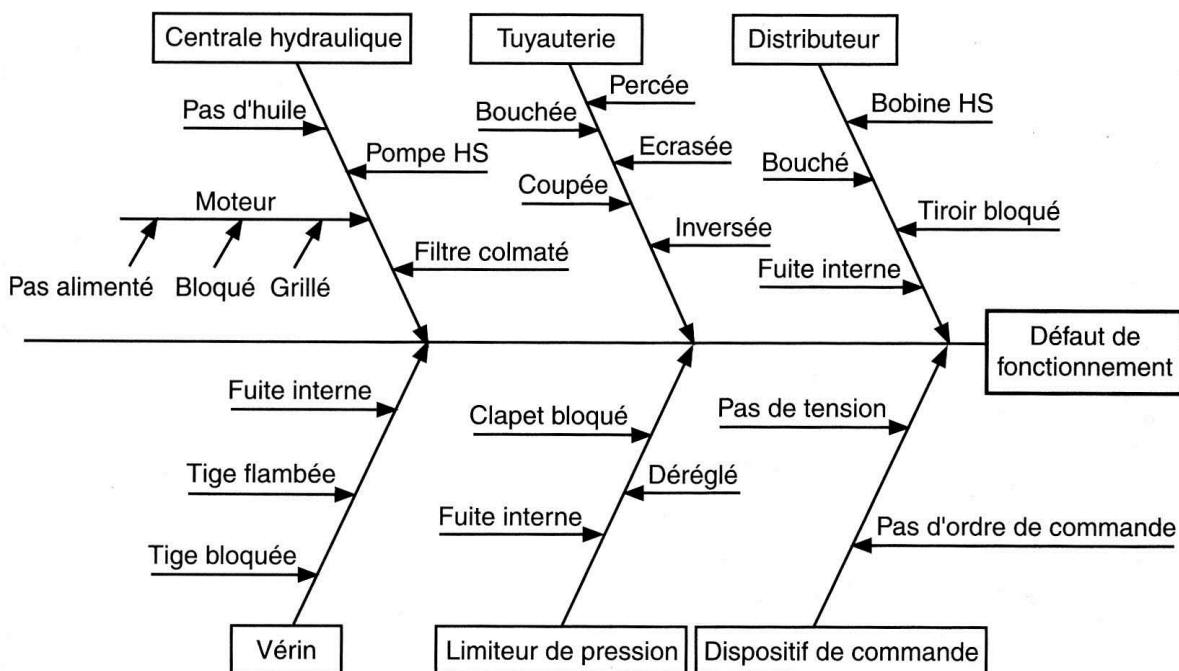 Centrale hydraulique
Tuyauterie
Distributeur
Pas d'huile
Pompe HS
Moteur
Pas alimenté
Bloqué
Grillé
Filtre colmaté
Percée
Bouchée
Ecrasée
Coupée
Inversée
Bobine HS
Bouché
Tiroir bloqué
Fuite interne
Défaut de
fonctionnement
Fuite interne
Tige flambée
Tige bloquée
Clapet bloqué
Déréglé
Fuite interne
Pas de tension
Pas d'ordre de commande
Vérin
Limiteur de pression
Dispositif de commande